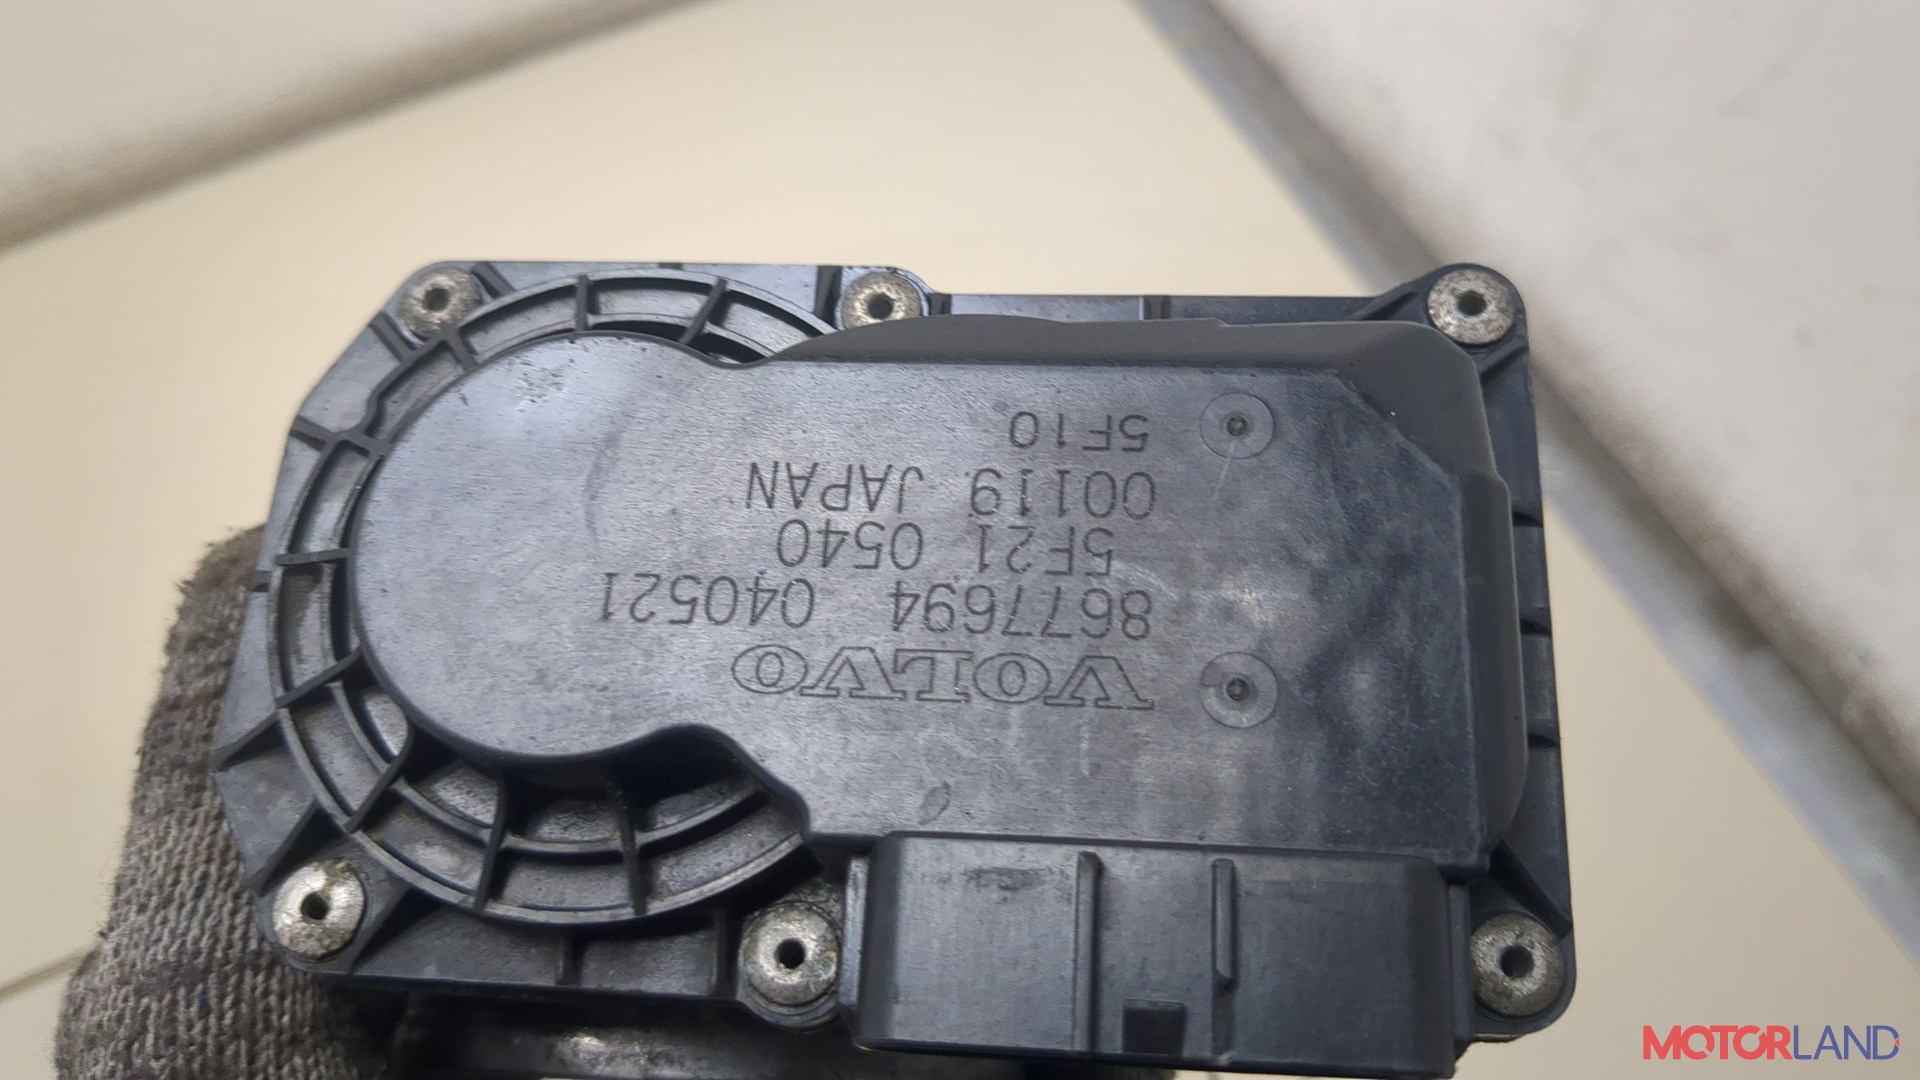 VOLVO
8677694 040521
5F21 0540
00119 JAPAN
5F10
MOTORLAND